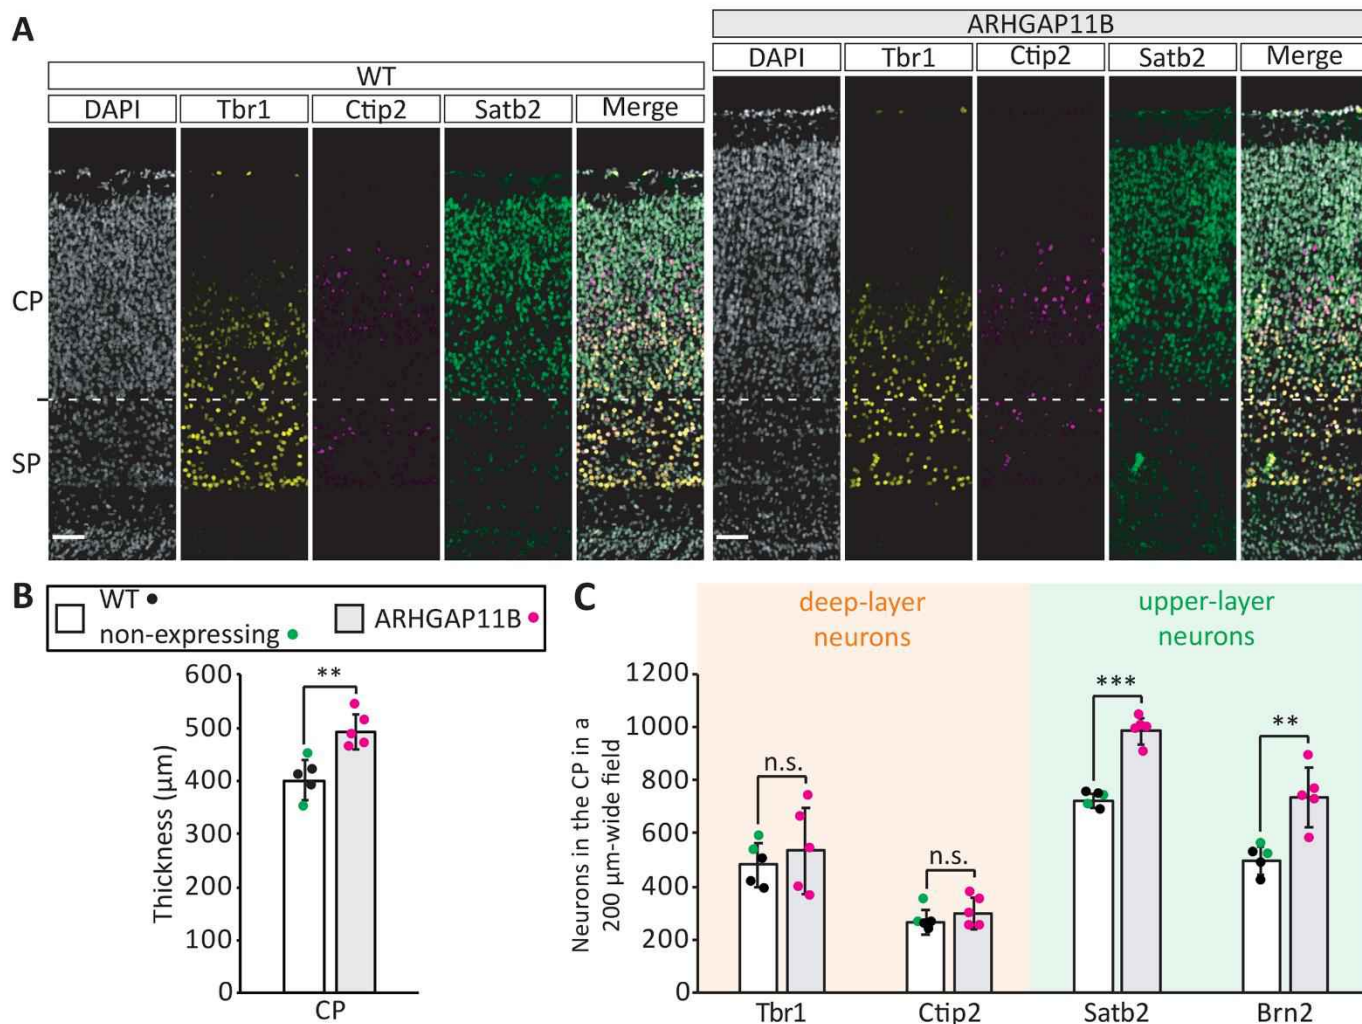 A
WT
DAPI Tbr1 Ctip2 Satb2 Merge
ARHGAP11B
DAPI Tbr1 Ctip2 Satb2 Merge
CP
SP
B
WT
non-expressing
ARHGAP11B
Thickness (µm)
600
500
400
300
200
100
0
**
CP
C
deep-layer
neurons
upper-layer
neurons
Neurons in the CP in a
200 µm-wide field
1200
1000
800
600
400
200
0
n.s.
n.s.
***
**
Tbr1 Ctip2 Satb2 Brn2